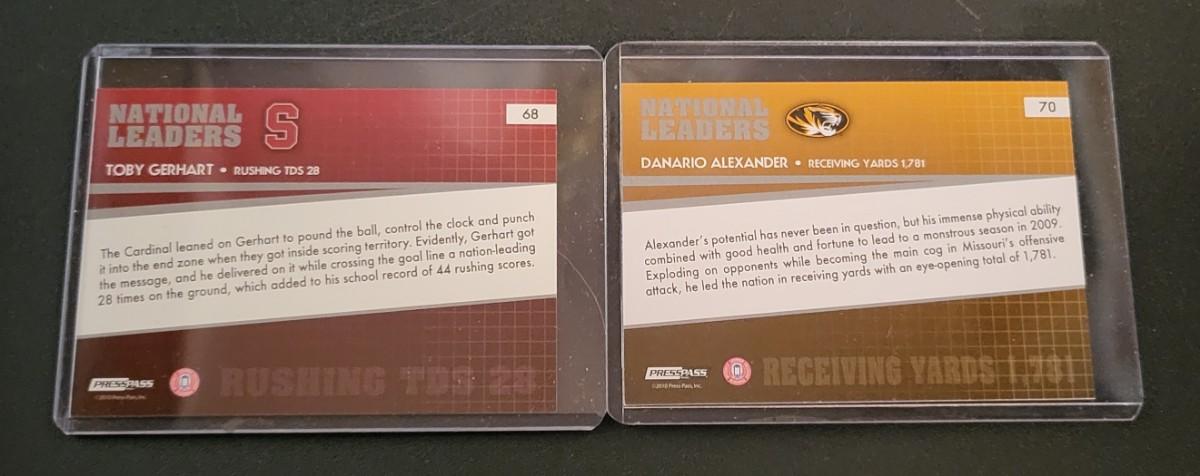 NATIONAL
LEADERS
S
68
TOBY GERHART • RUSHING TDS 28
The Cardinal leaned on Gerhart to pound the ball, control the clock and punch
it into the end zone when they got inside scoring territory. Evidently, Gerhart got
the message, and he delivered on it while crossing the goal line a nation-leading
28 times on the ground, which added to his school record of 44 rushing scores.
PRESSPASS
©2010 Press Pass, Inc.
RUSHING TDS 28
NATIONAL
LEADERS
70
DANARIO ALEXANDER • RECEIVING YARDS 1,781
Alexander's potential has never been in question, but his immense physical ability
combined with good health and fortune to lead to a monstrous season in 2009.
Exploding on opponents while becoming the main cog in Missouri's offensive
attack, he led the nation in receiving yards with an eye-opening total of 1,781.
PRESSPASS
©2010 Press Pass, Inc.
RECEIVING YARDS 1,781